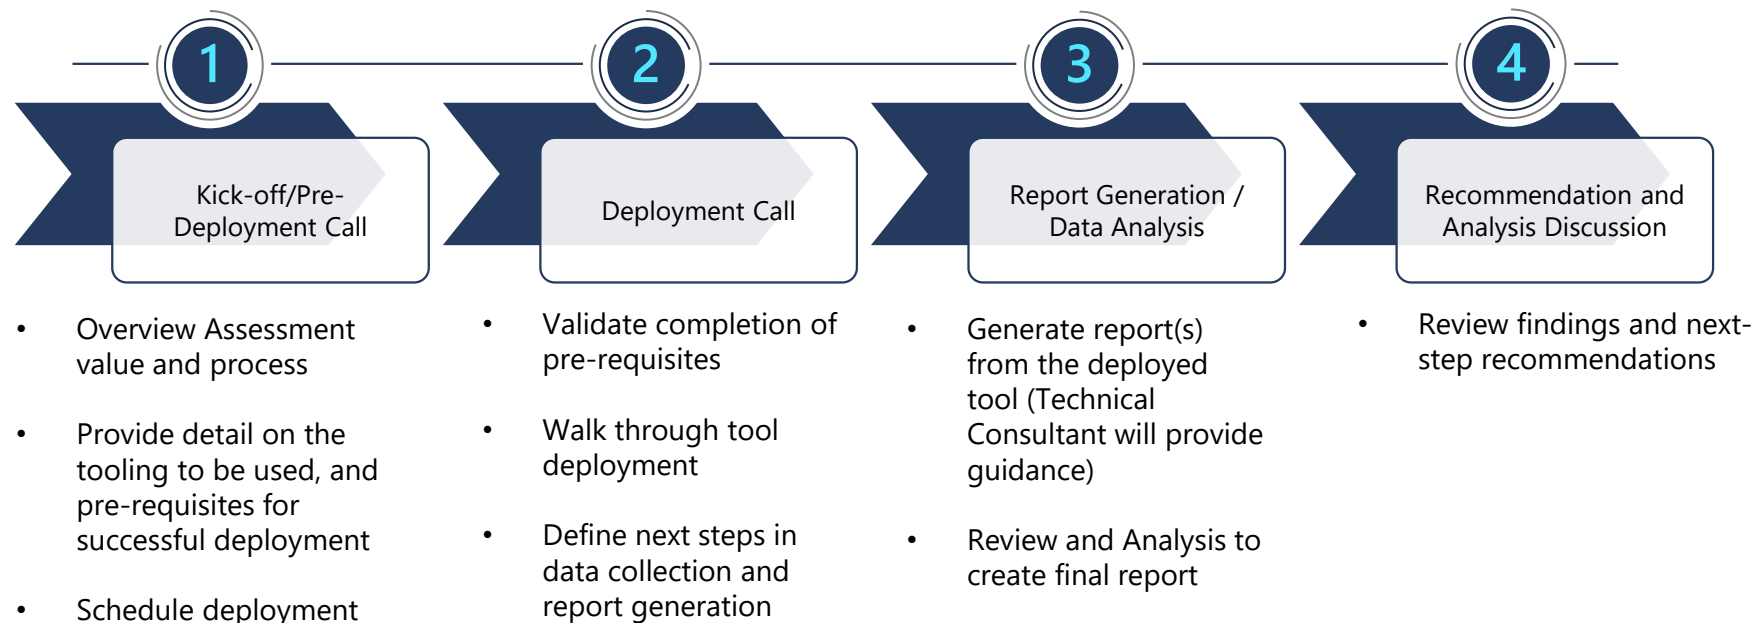 1
Kick-off/Pre-
Deployment Call
• Overview Assessment
value and process
• Provide detail on the
tooling to be used, and
pre-requisites for
successful deployment
• Schedule deployment
2
Deployment Call
• Validate completion of
pre-requisites
• Walk through tool
deployment
• Define next steps in
data collection and
report generation
3
Report Generation /
Data Analysis
• Generate report(s)
from the deployed
tool (Technical
Consultant will provide
guidance)
• Review and Analysis to
create final report
4
Recommendation and
Analysis Discussion
• Review findings and next-
step recommendations